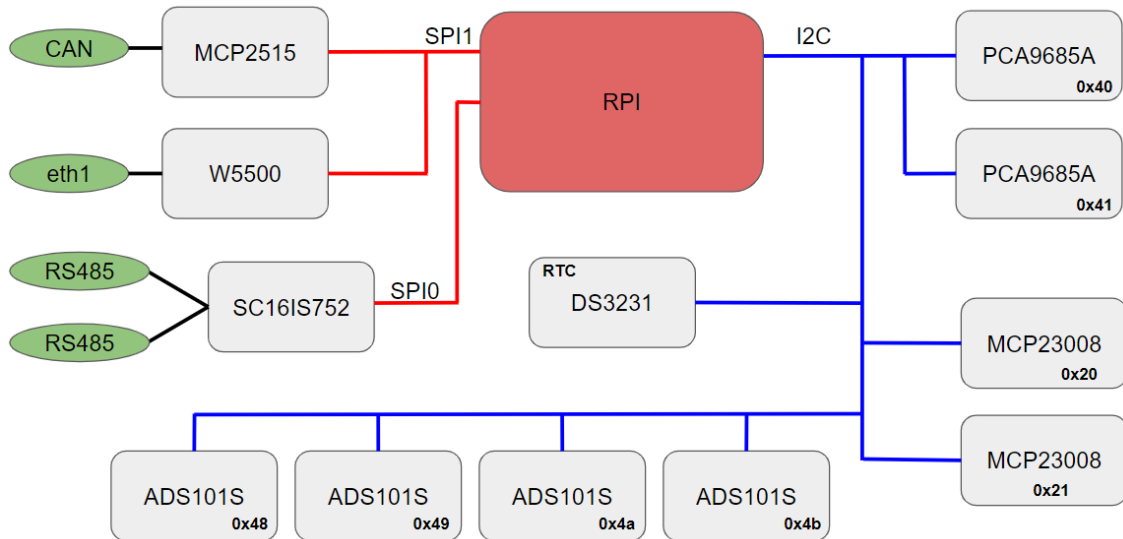 CAN
MCP2515
SPI1
RPI
I2C
PCA9685A
0x40
eth1
W5500
PCA9685A
0x41
RS485
RS485
SC16IS752
SPI0
RTC
DS3231
MCP23008
0x20
MCP23008
0x21
ADS101S
0x48
ADS101S
0x49
ADS101S
0x4a
ADS101S
0x4b